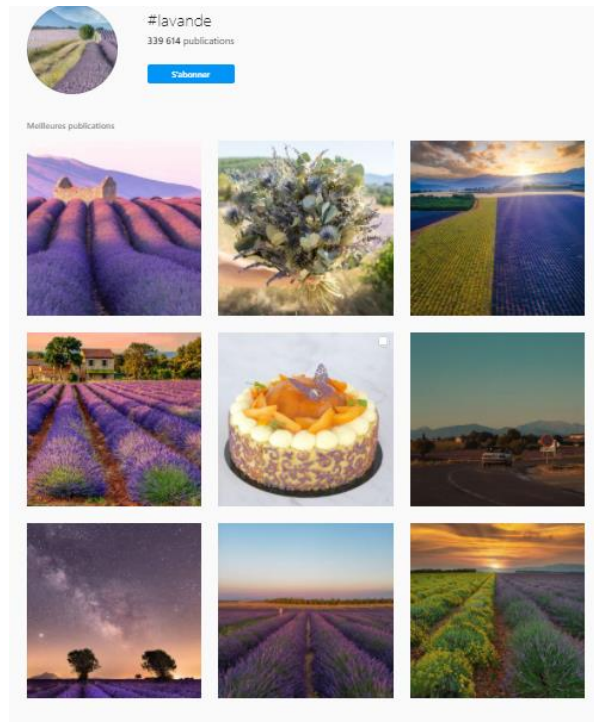 #lavande
339 614 publications
S'abonner
Meilleures publications